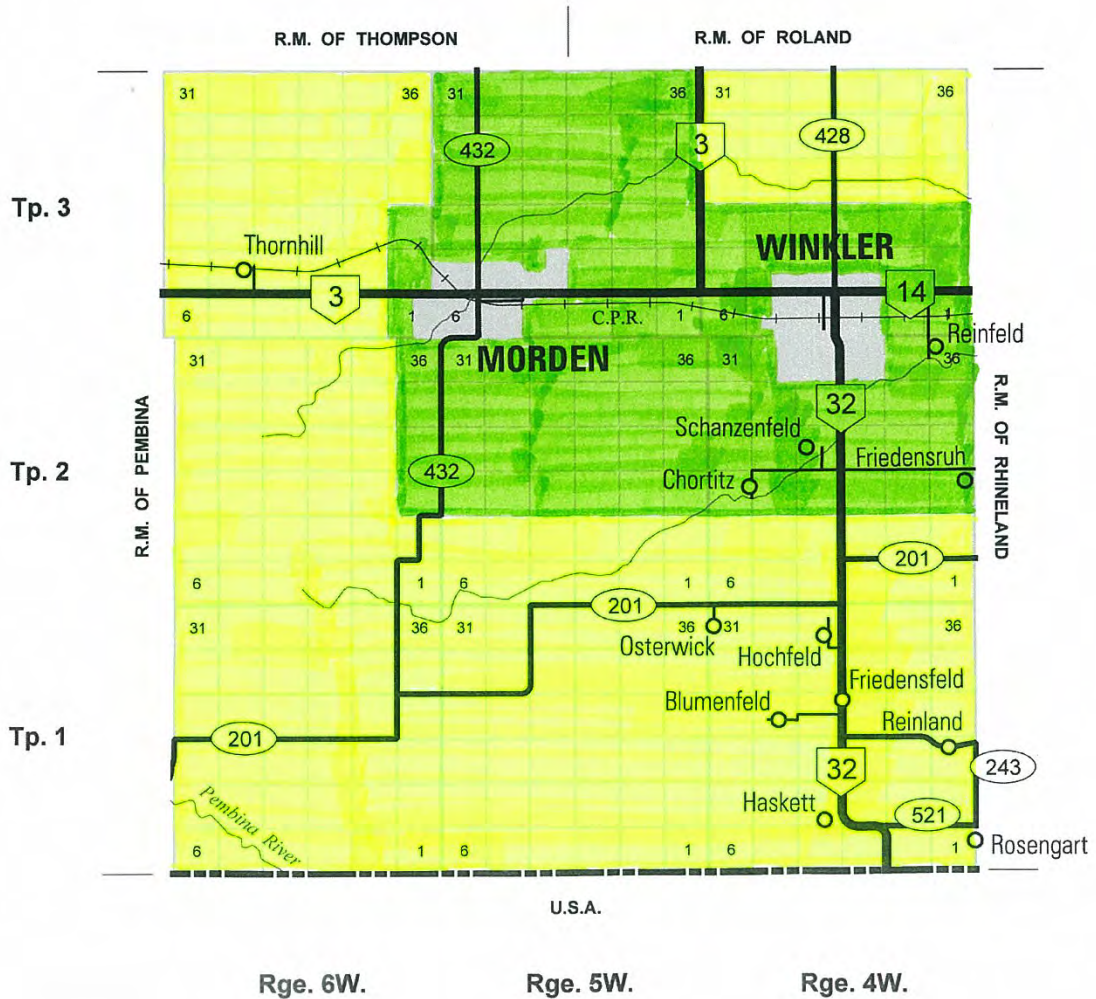 R.M. OF THOMPSON
R.M. OF ROLAND
31
36
31
36
31
36
432
3
428
Tp. 3
Thornhill
WINKLER
3
14
6
1
6
C.P.R.
1
6
1
Reinfeld
31
36
31
MORDEN
36
31
36
32
R.M. OF PEMBINA
R.M. OF RHINELAND
Schanzenfeld
Friedensruh
Tp. 2
432
Chortitz
201
6
1
6
1
6
1
201
31
36
31
36
31
36
Osterwick
Hochfeld
Friedensfeld
Blumenfeld
Reinland
Tp. 1
201
32
243
Pembina River
Haskett
521
6
1
6
1
6
1
Rosengart
U.S.A.
Rge. 6W.
Rge. 5W.
Rge. 4W.